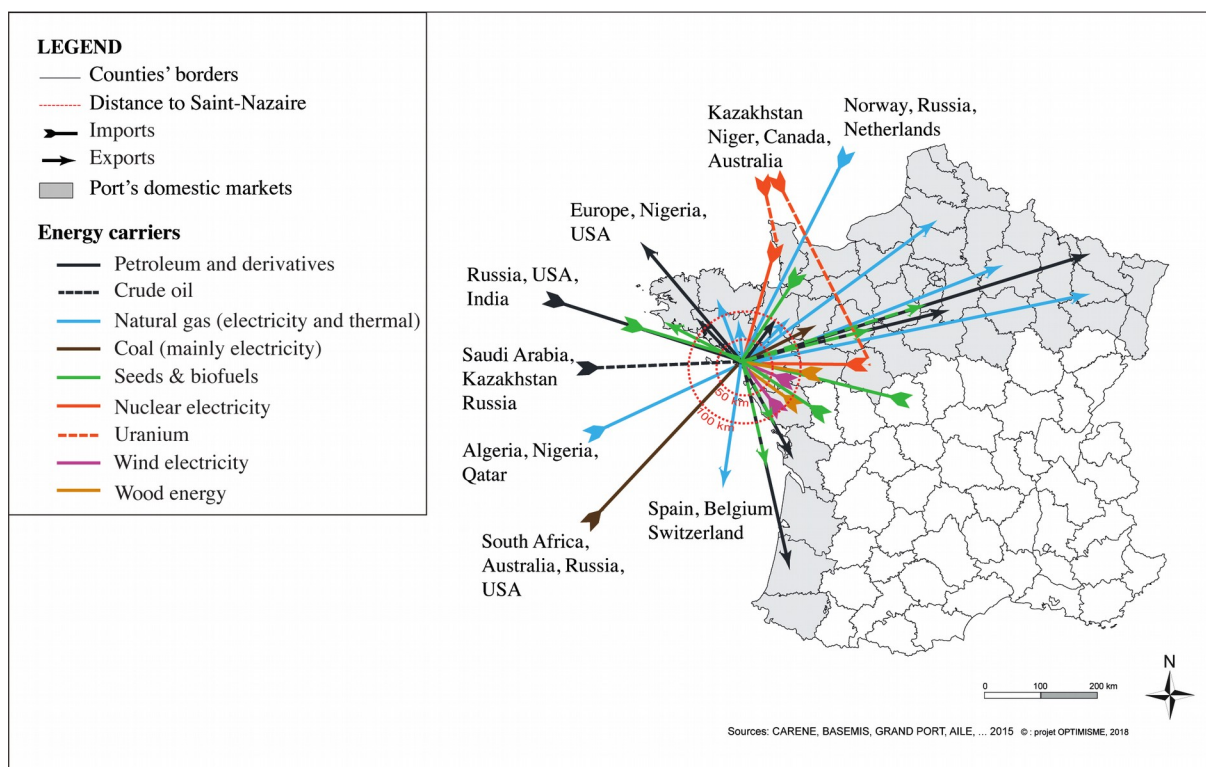 LEGEND
Counties' borders
Distance to Saint-Nazaire
Imports
Exports
Port's domestic markets
Energy carriers
Petroleum and derivatives
Crude oil
Natural gas (electricity and thermal)
Coal (mainly electricity)
Seeds & biofuels
Nuclear electricity
Uranium
Wind electricity
Wood energy
Kazakhstan
Niger, Canada,
Australia
Norway, Russia,
Netherlands
Europe, Nigeria,
USA
Russia, USA,
India
Saudi Arabia,
Kazakhstan
Russia
50 km
100 km
Algeria, Nigeria,
Qatar
Spain, Belgium
Switzerland
South Africa,
Australia, Russia,
USA
N
0 100 200 km
Sources: CARENE, BASEMIS, GRAND PORT, AILE, ... 2015 © : projet OPTIMISME, 2018